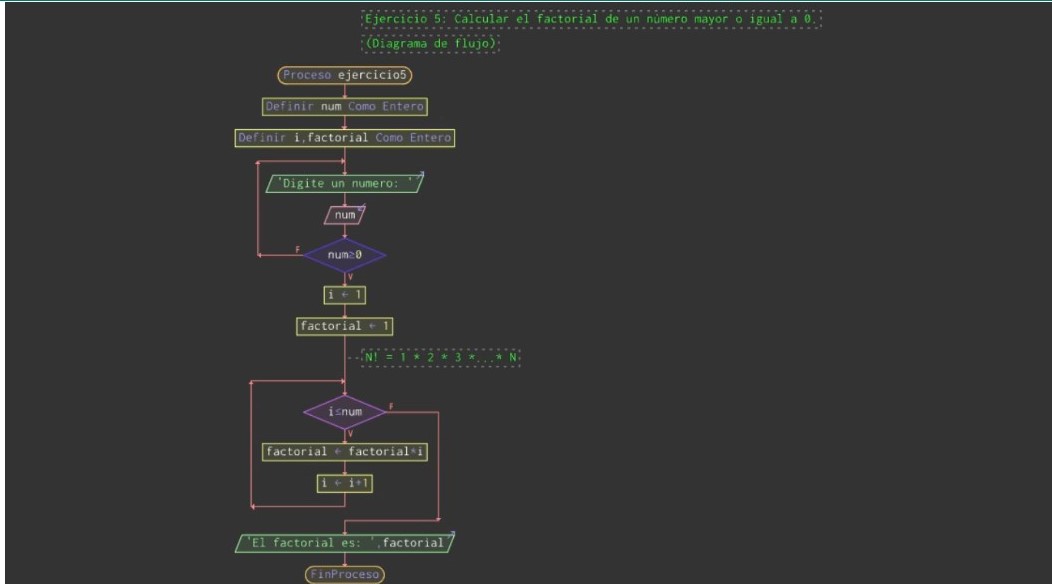 Ejercicio 5: Calcular el factorial de un número mayor o igual a 0.
(Diagrama de flujo)
Proceso ejercicio5
Definir num Como Entero
Definir i,factorial Como Entero
'Digite un numero: '
num
num≥0
F
V
i ← 1
factorial ← 1
N! = 1 * 2 * 3 *...* N
i≤num
F
V
factorial ← factorial*i
i ← i+1
'El factorial es: ',factorial
FinProceso